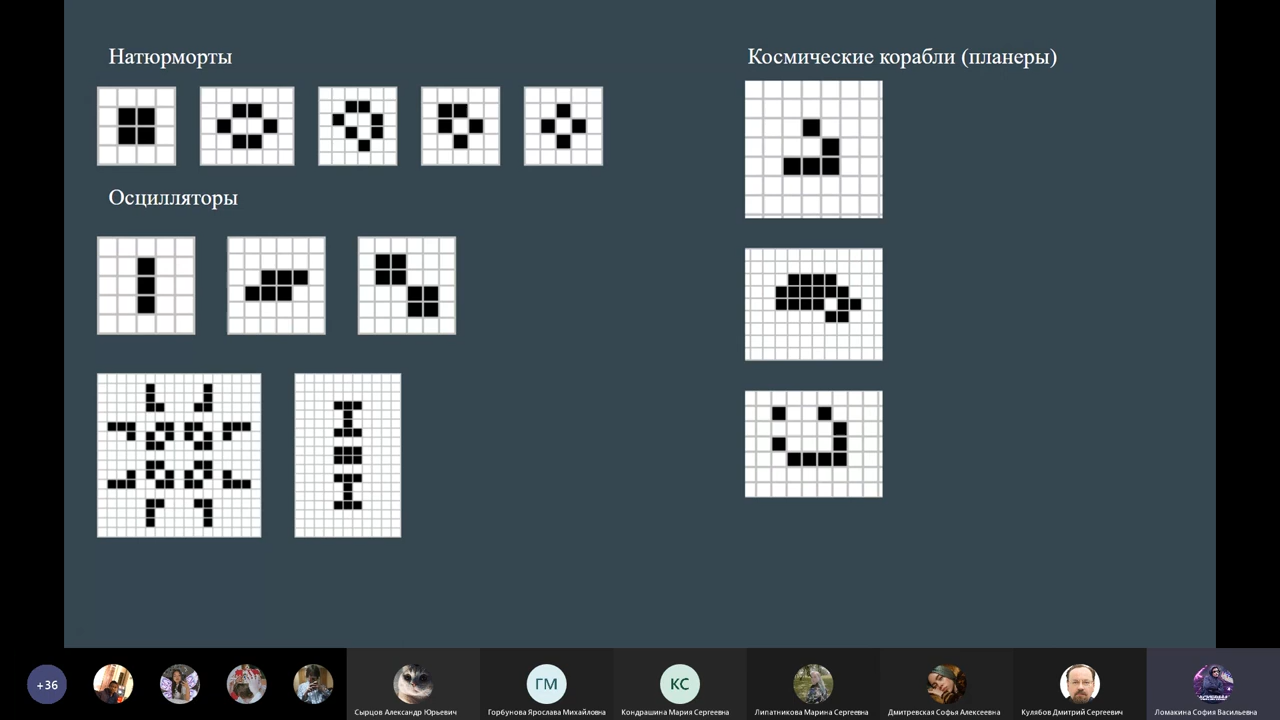 Натюрморты
Космические корабли (планеры)
Осцилляторы
+36
ГМ
КС
Сырцов Александр Юрьевич
Горбунова Ярослава Михайловна
Кондрашина Мария Сергеевна
Липатникова Марина Сергеевна
Дмитревская Софья Алексеевна
Кулябов Дмитрий Сергеевич
Ломакина София Васильевна